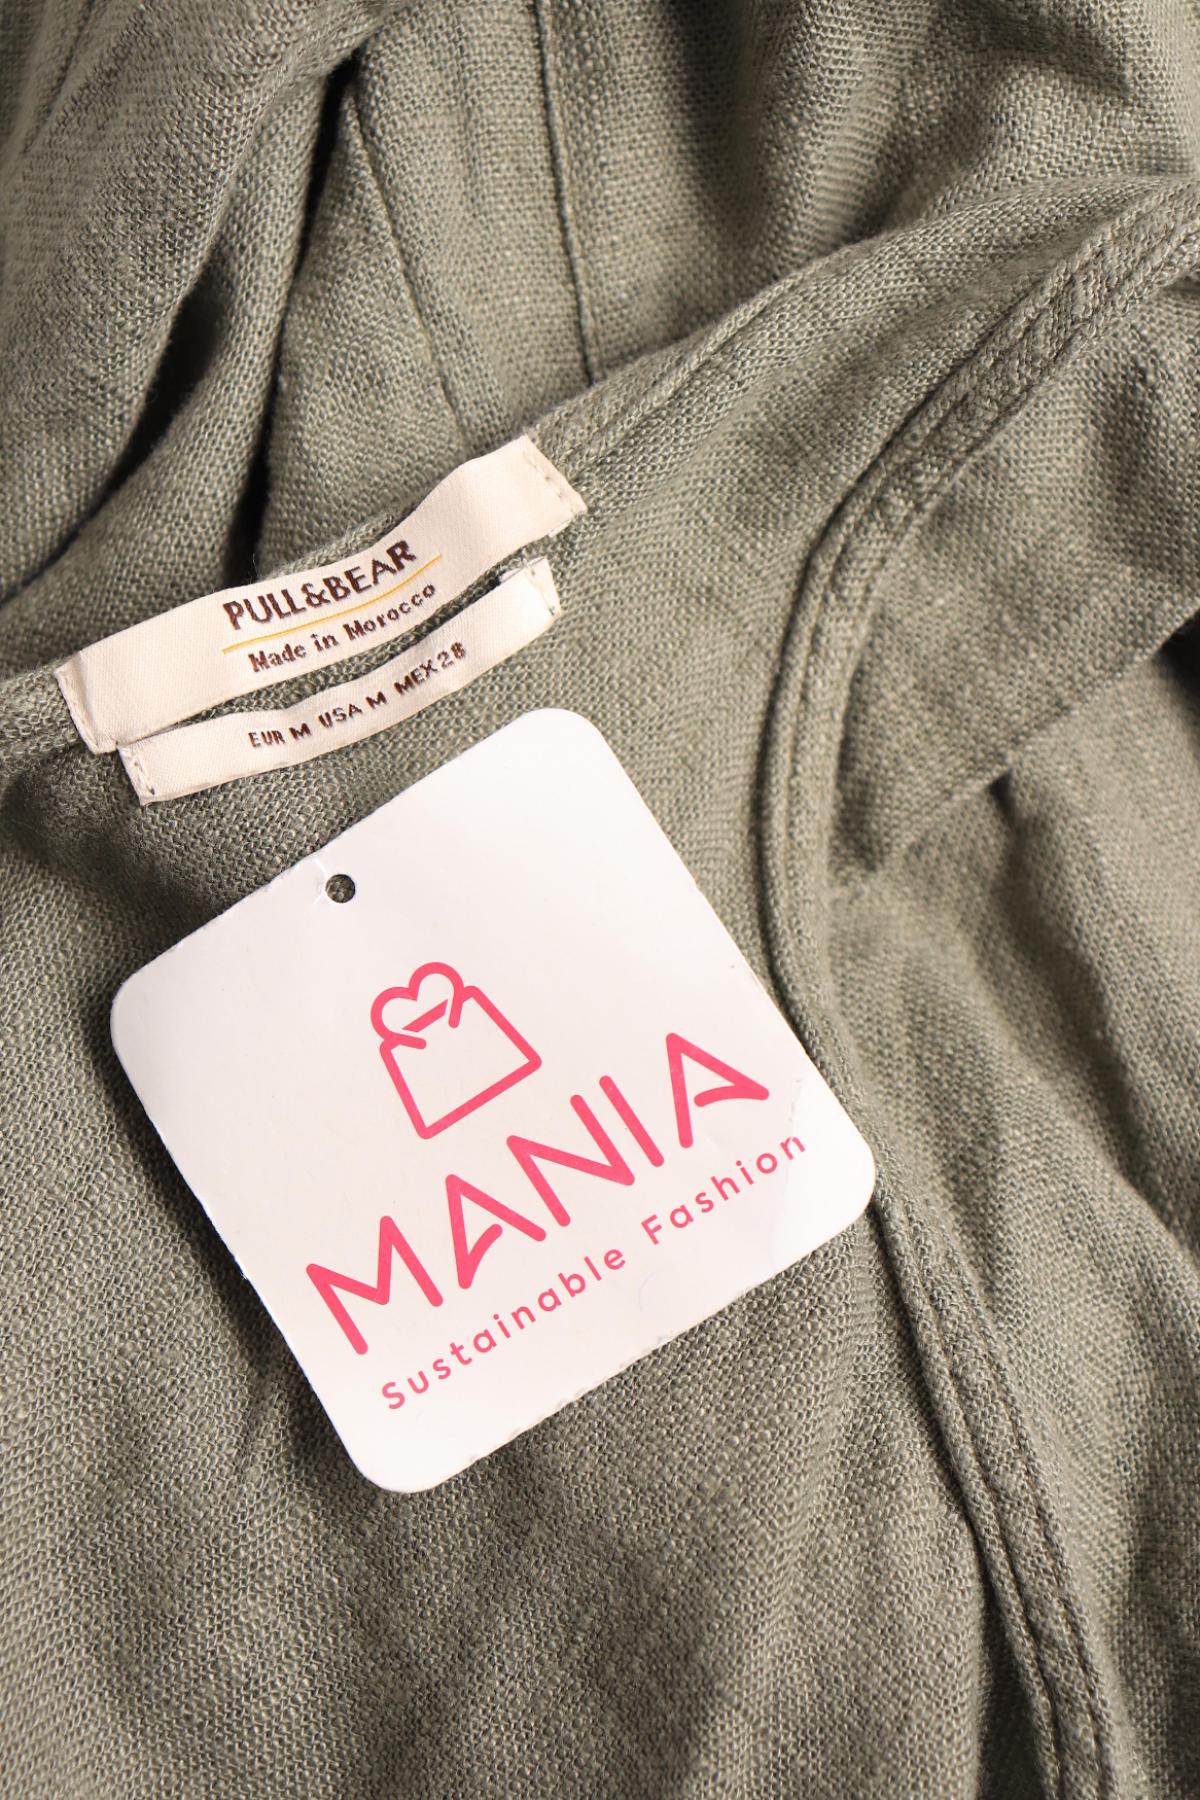 PULL&BEAR
Made in Morocco
EUR M USA M MEX 28
MANIA
Sustainable Fashion